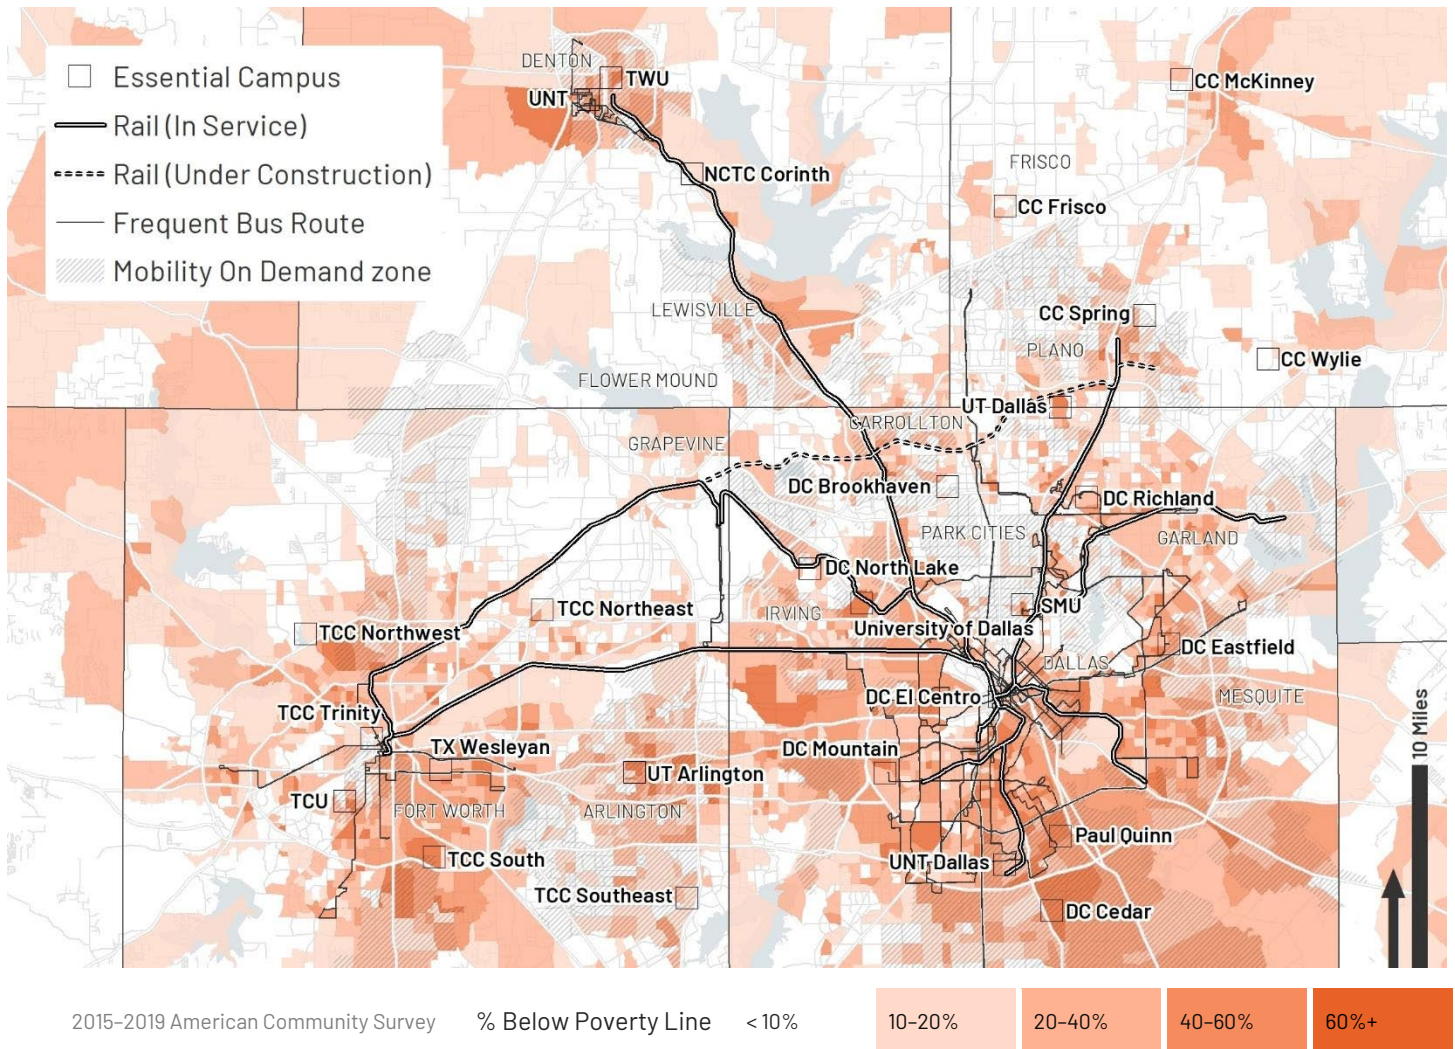 Essential Campus
Rail (In Service)
Rail (Under Construction)
Frequent Bus Route
Mobility On Demand zone
DENTON
TWU
UNT
CC McKinney
NCTC Corinth
FRISCO
CC Frisco
LEWISVILLE
CC Spring
PLANO
CC Wylie
FLOWER MOUND
UT Dallas
CARROLLTON
GRAPEVINE
DC Brookhaven
DC Richland
PARK CITIES
GARLAND
DC North Lake
TCC Northeast
IRVING
SMU
TCC Northwest
University of Dallas
DC Eastfield
DALLAS
DC El Centro
MESQUITE
TCC Trinity
TX Wesleyan
DC Mountain
10 Miles
UT Arlington
TCU
FORT WORTH
ARLINGTON
Paul Quinn
TCC South
UNT Dallas
TCC Southeast
DC Cedar
2015–2019 American Community Survey
% Below Poverty Line
< 10%
10–20%
20–40%
40–60%
60%+